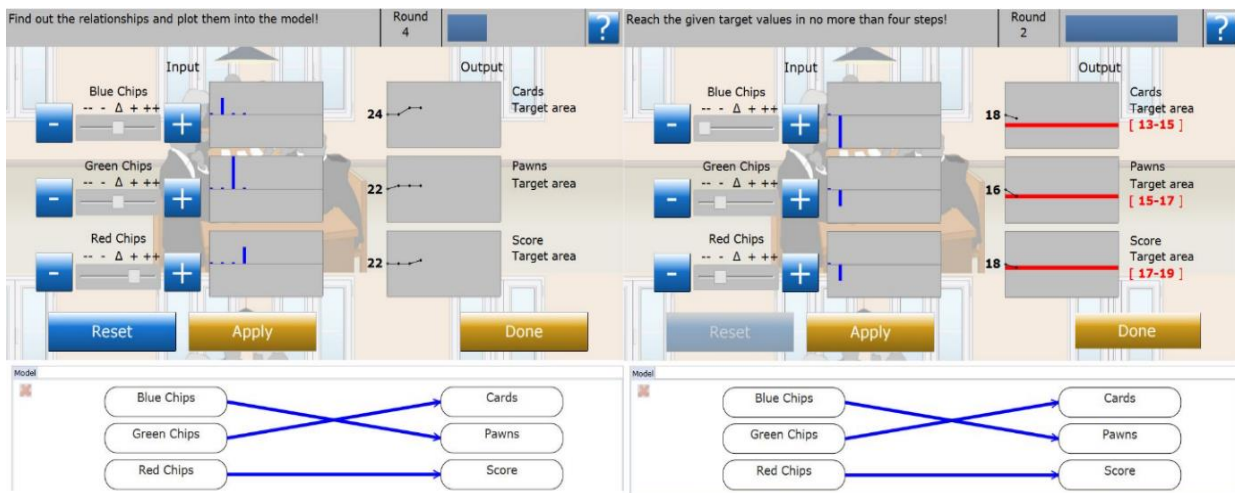 Find out the relationships and plot them into the model!
Round
4
?
Input
Output
Blue Chips
-- - Δ + ++
- +
24
Cards
Target area
Green Chips
-- - Δ + ++
- +
22
Pawns
Target area
Red Chips
-- - Δ + ++
- +
22
Score
Target area
Reset
Apply
Done
Model
Blue Chips
Cards
Green Chips
Pawns
Red Chips
Score
Reach the given target values in no more than four steps!
Round
2
?
Input
Output
Blue Chips
-- - Δ + ++
- +
18
Cards
Target area
[ 13-15 ]
Green Chips
-- - Δ + ++
- +
16
Pawns
Target area
[ 15-17 ]
Red Chips
-- - Δ + ++
- +
18
Score
Target area
[ 17-19 ]
Reset
Apply
Done
Model
Blue Chips
Cards
Green Chips
Pawns
Red Chips
Score